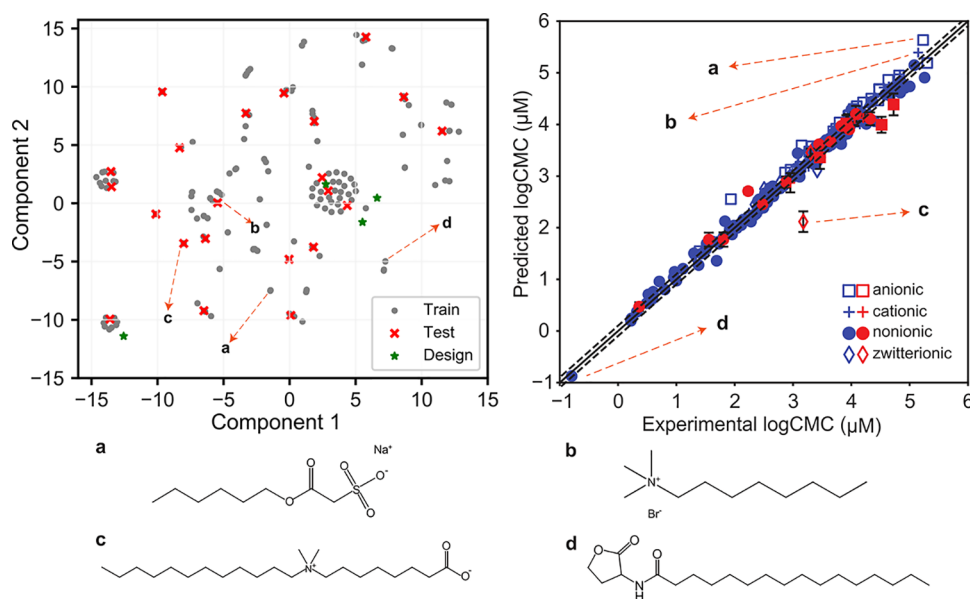 15
10
5
0
−5
−10
−15
Component 2
b
d
c
a
Train
Test
Design
−15
−10
−5
0
5
10
15
Component 1
6
5
4
3
2
1
0
−1
Predicted logCMC (μM)
a
b
c
d
anionic
cationic
nonionic
zwitterionic
−1
0
1
2
3
4
5
6
Experimental logCMC (μM)
a
Na+
O
O
O
S
O-
O
b
N+
Br-
c
N+
O
O-
d
O
O
O
N
H